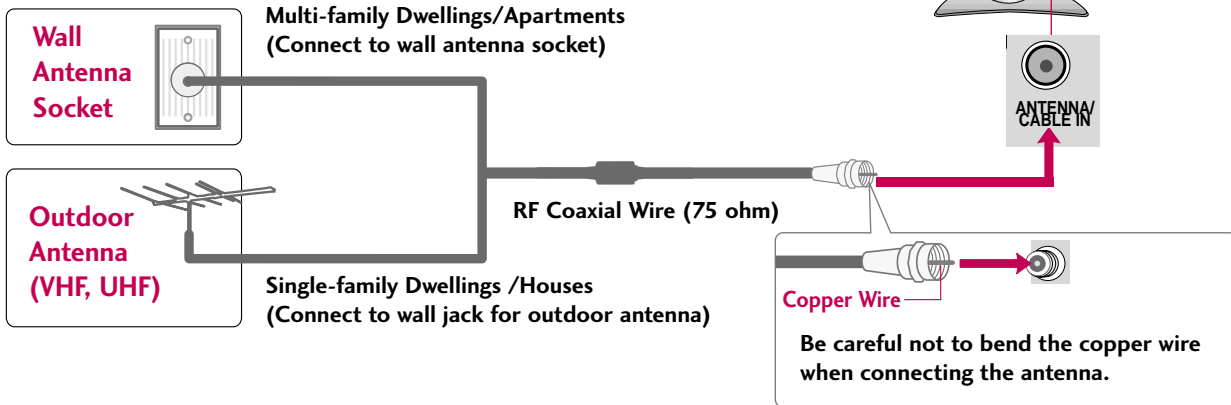 Multi-family Dwellings/Apartments
(Connect to wall antenna socket)
Wall
Antenna
Socket
ANTENNA/
CABLE IN
RF Coaxial Wire (75 ohm)
Outdoor
Antenna
(VHF, UHF)
Single-family Dwellings /Houses
(Connect to wall jack for outdoor antenna)
Copper Wire
Be careful not to bend the copper wire
when connecting the antenna.